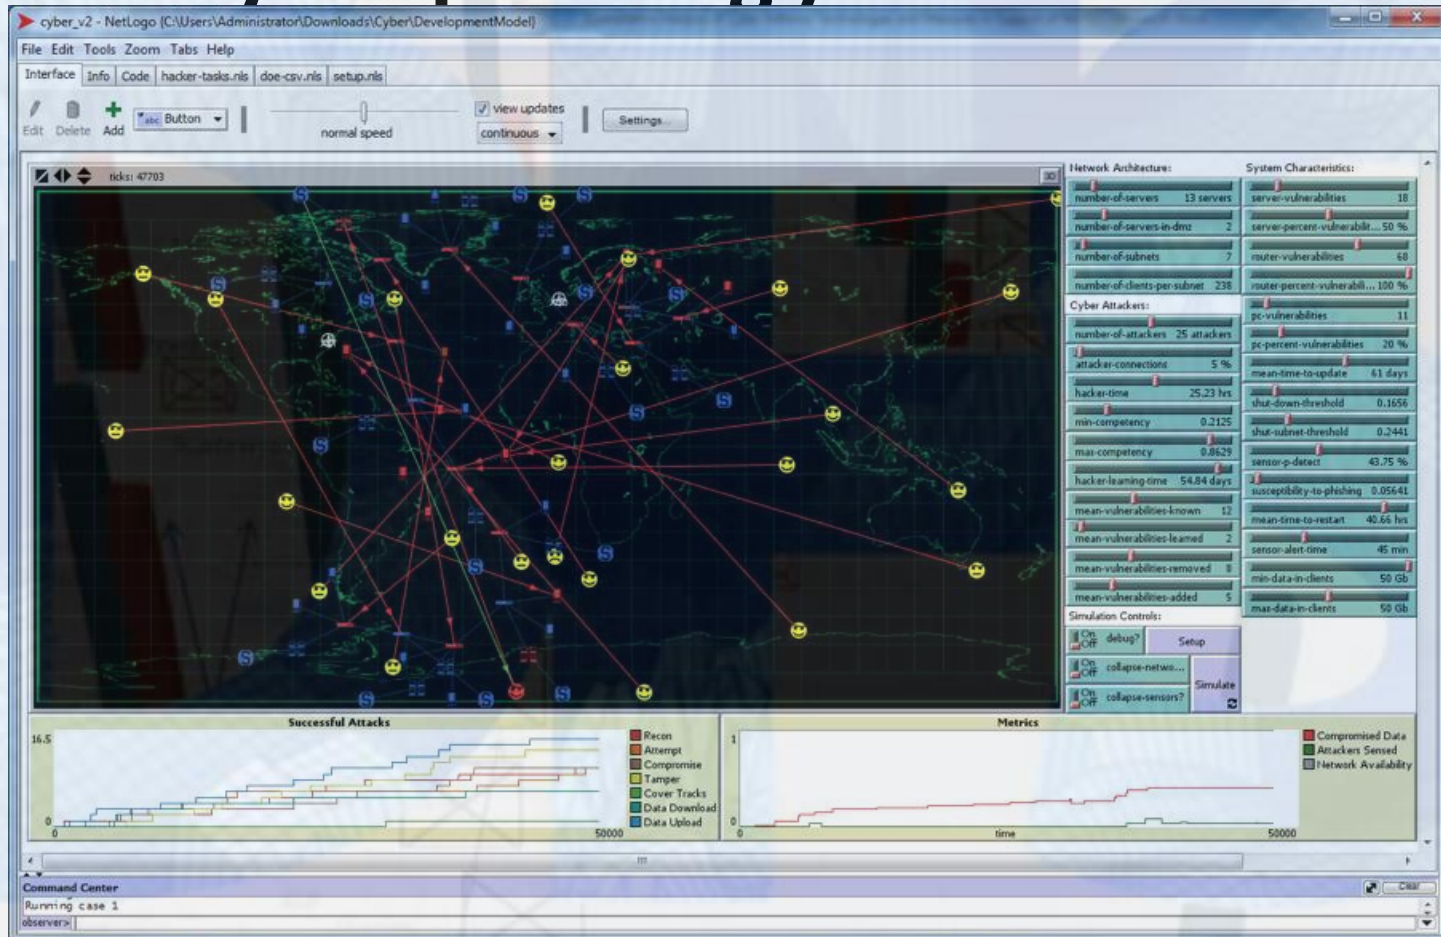 cyber_v2 - NetLogo {C:\Users\Administrator\Downloads\Cyber\DevelopmentModel}
File Edit Tools Zoom Tabs Help
Interface Info Code hacker-tasks.nls doe-csv.nls setup.nls
Edit Delete Add abc Button normal speed view updates continuous Settings...
ticks: 47703 3D
Network Architecture:
number-of-servers 13 servers
number-of-servers-in-dmz 2
number-of-subnets 7
number-of-clients-per-subnet 238
Cyber Attackers:
number-of-attackers 25 attackers
attacker-connections 5 %
hacker-time 25.23 hrs
min-competency 0.2125
max-competency 0.8629
hacker-learning-time 54.84 days
mean-vulnerabilities-known 12
mean-vulnerabilities-learned 2
mean-vulnerabilities-removed 8
mean-vulnerabilities-added 5
Simulation Controls:
On Off debug? Setup
On Off collapse-netwo...
On Off collapse-sensors?
Simulate
System Characteristics:
server-vulnerabilities 18
server-percent-vulnerabilit... 50 %
router-vulnerabilities 68
router-percent-vulnerabili... 100 %
pc-vulnerabilities 11
pc-percent-vulnerabilities 20 %
mean-time-to-update 61 days
shut-down-threshold 0.1656
shut-subnet-threshold 0.2441
sensor-p-detect 43.75 %
susceptibility-to-phishing 0.05641
mean-time-to-restart 40.66 hrs
sensor-alert-time 45 min
min-data-in-clients 50 Gb
max-data-in-clients 50 Gb
Successful Attacks
16.5
0
0 50000
Recon
Attempt
Compromise
Tamper
Cover Tracks
Data Download
Data Upload
Metrics
1
0
0 time 50000
Compromised Data
Attackers Sensed
Network Availability
Command Center Clear
Running case 1
observer>